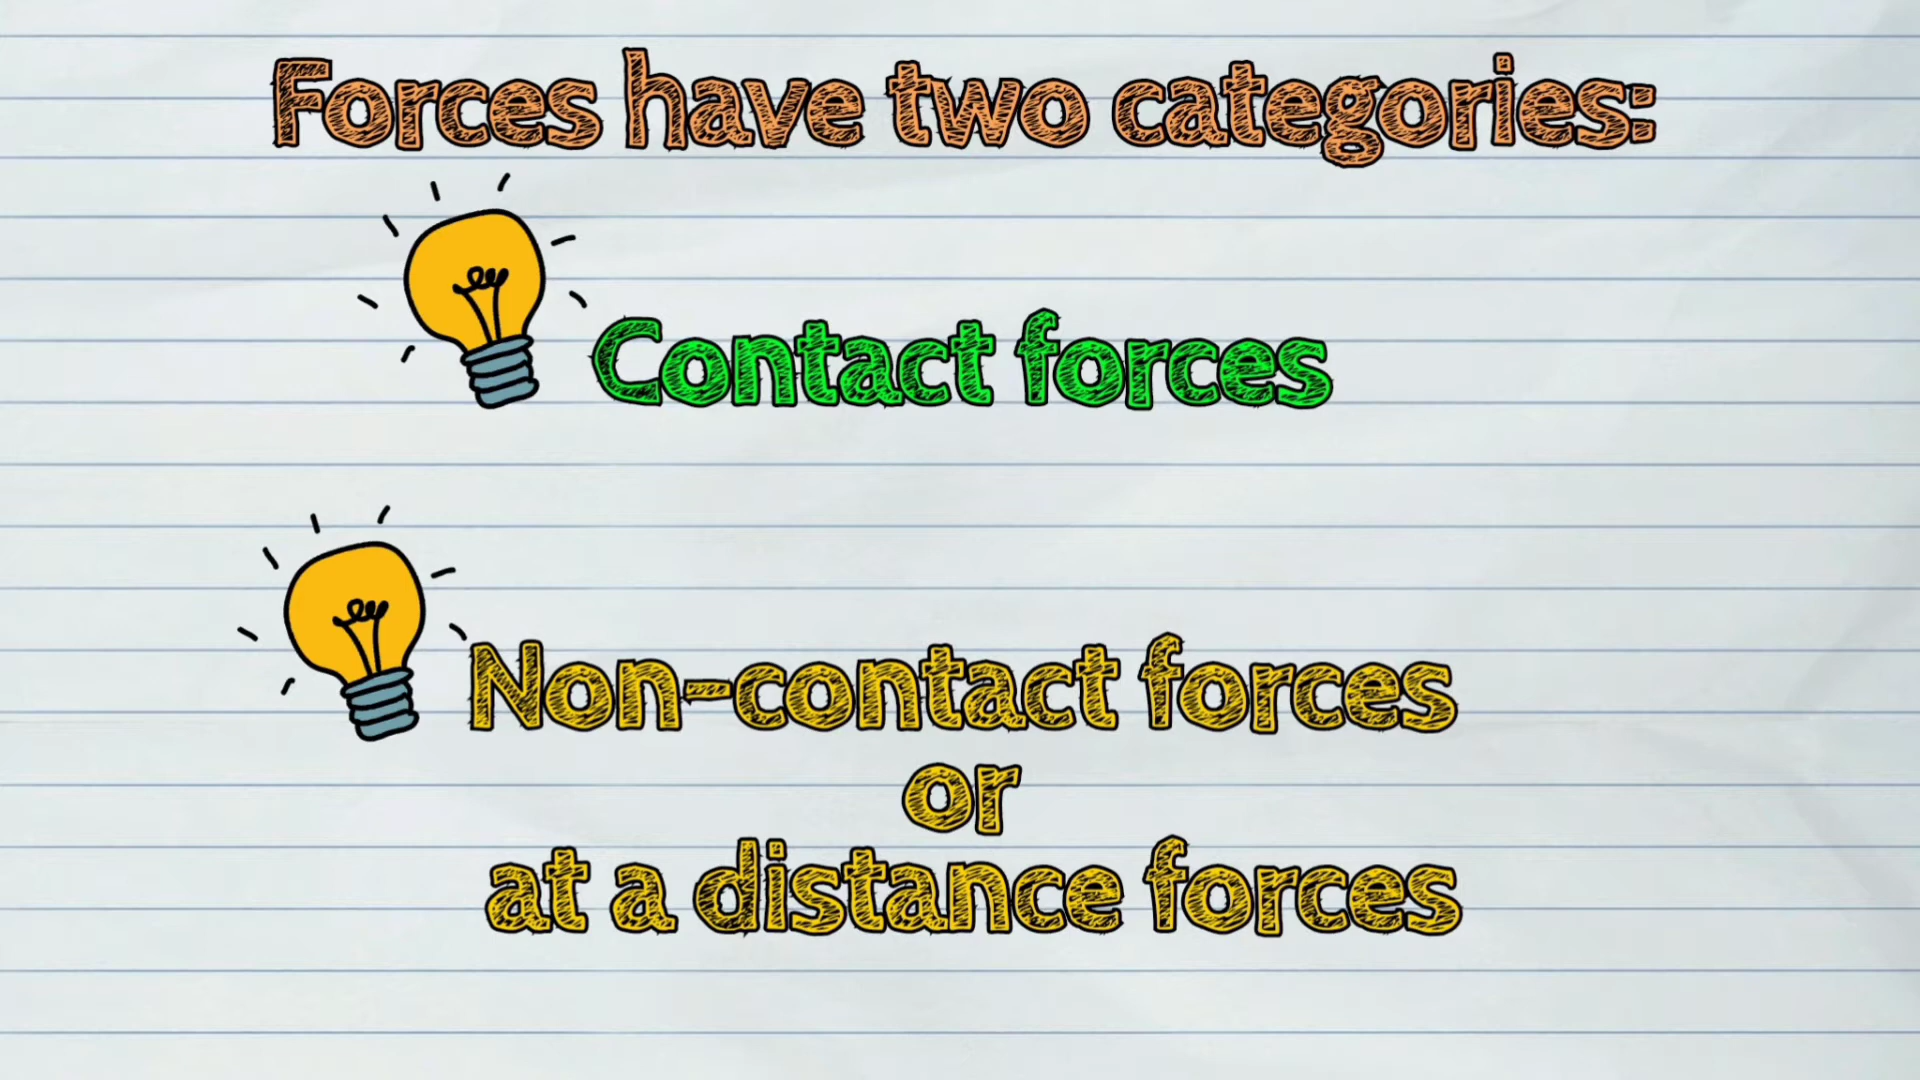 Forces have two categories:
Contact forces
Non-contact forces
or
at a distance forces